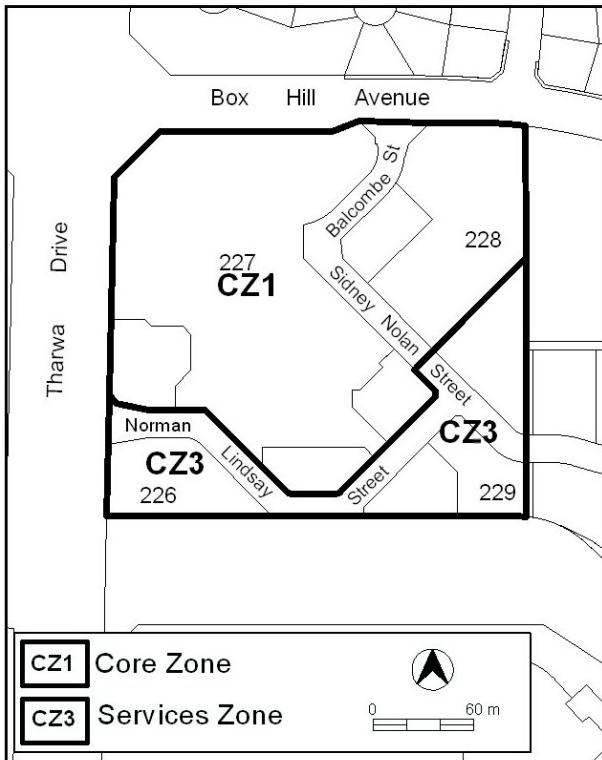 Box Hill Avenue
Balcombe St
Tharwa Drive
228
227
CZ1
Sidney Nolan Street
Norman Lindsay Street
CZ3
CZ3
226
229
CZ1 Core Zone
CZ3 Services Zone
0 60 m